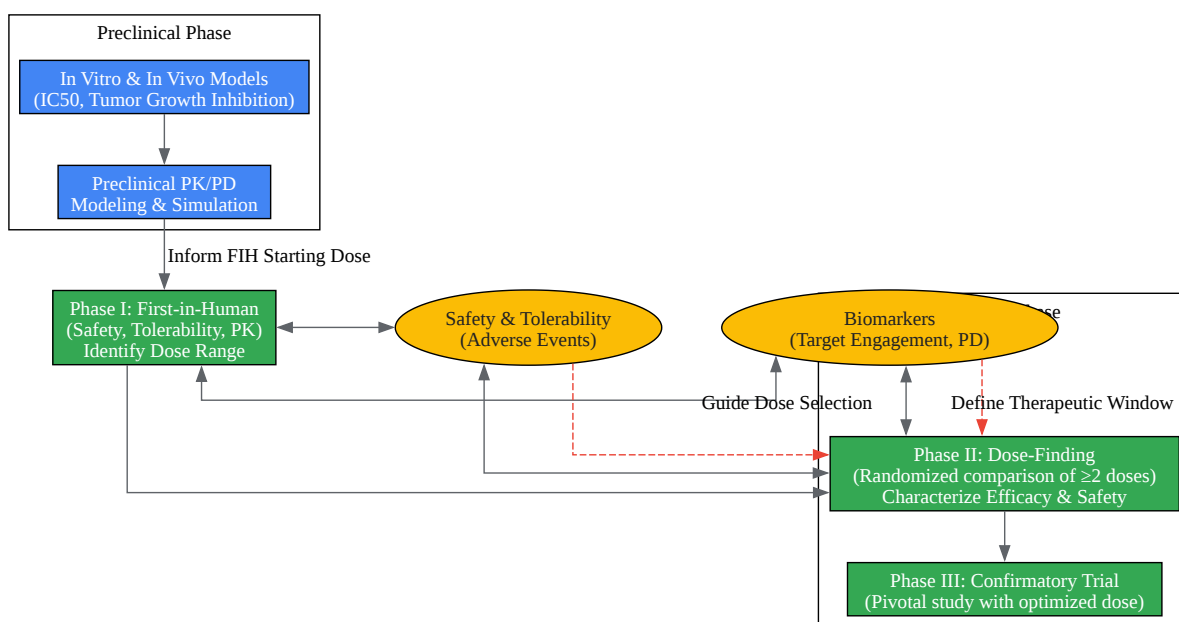 Preclinical Phase
In Vitro & In Vivo Models
(IC50, Tumor Growth Inhibition)
Preclinical PK/PD
Modeling & Simulation
Inform FIH Starting Dose
Phase I: First-in-Human
(Safety, Tolerability, PK)
Identify Dose Range
Safety & Tolerability
(Adverse Events)
Biomarkers
(Target Engagement, PD)
Guide Dose Selection
Define Therapeutic Window
Phase II: Dose-Finding
(Randomized comparison of ≥2 doses)
Characterize Efficacy & Safety
Phase III: Confirmatory Trial
(Pivotal study with optimized dose)